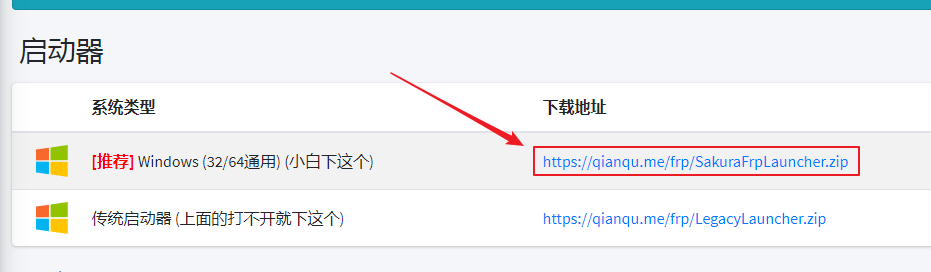 启动器
系统类型 下载地址
[推荐] Windows (32/64通用) (小白下这个) https://qianqu.me/frp/SakuraFrpLauncher.zip
传统启动器 (上面的打不开就下这个) https://qianqu.me/frp/LegacyLauncher.zip